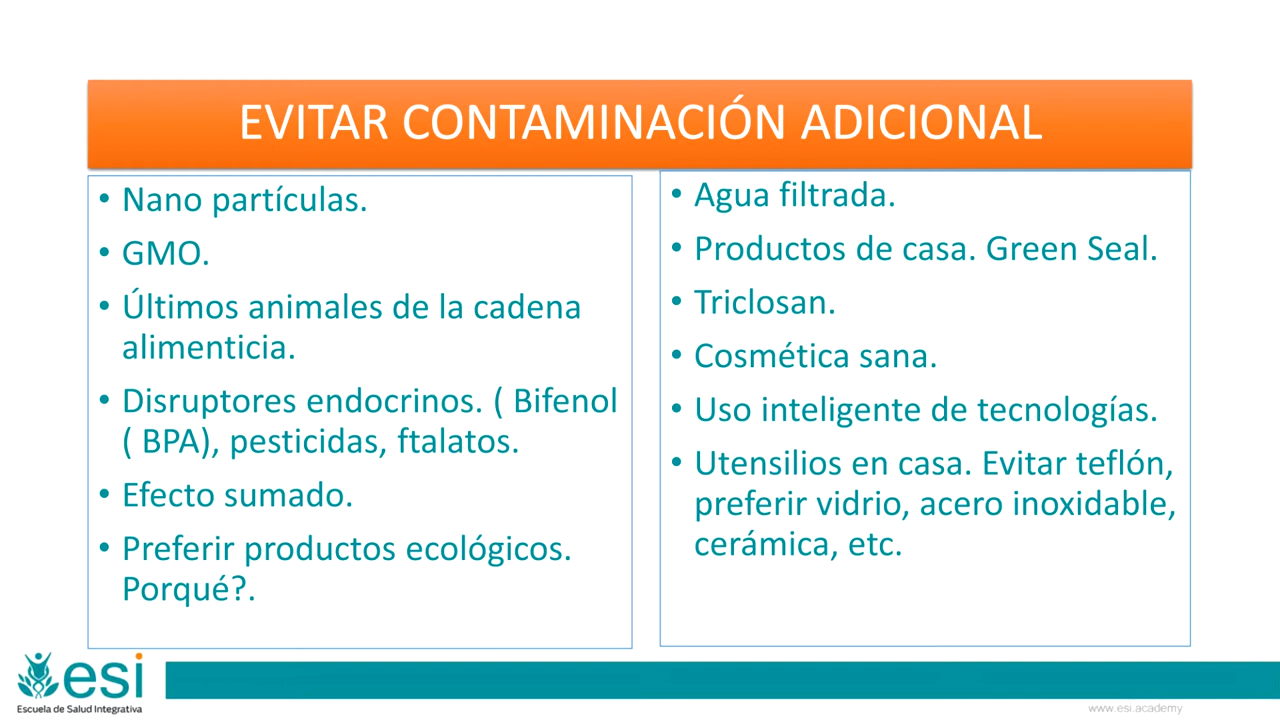 EVITAR CONTAMINACIÓN ADICIONAL
• Nano partículas.
• GMO.
• Últimos animales de la cadena
alimenticia.
• Disruptores endocrinos. ( Bifenol
( BPA), pesticidas, ftalatos.
• Efecto sumado.
• Preferir productos ecológicos.
Porqué?.
• Agua filtrada.
• Productos de casa. Green Seal.
• Triclosan.
• Cosmética sana.
• Uso inteligente de tecnologías.
• Utensilios en casa. Evitar teflón,
preferir vidrio, acero inoxidable,
cerámica, etc.
esi
Escuela de Salud Integrativa
www.esi.academy